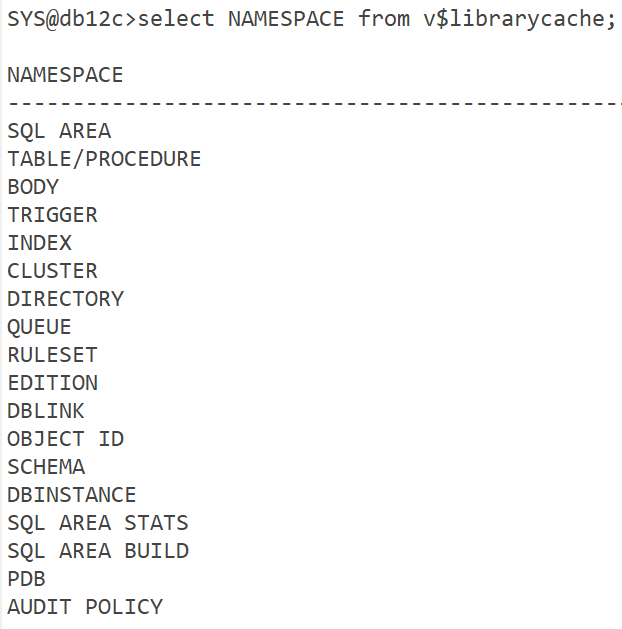 SYS@db12c>select NAMESPACE from v$librarycache;
NAMESPACE
------------------------------------------------
SQL AREA
TABLE/PROCEDURE
BODY
TRIGGER
INDEX
CLUSTER
DIRECTORY
QUEUE
RULESET
EDITION
DBLINK
OBJECT ID
SCHEMA
DBINSTANCE
SQL AREA STATS
SQL AREA BUILD
PDB
AUDIT POLICY